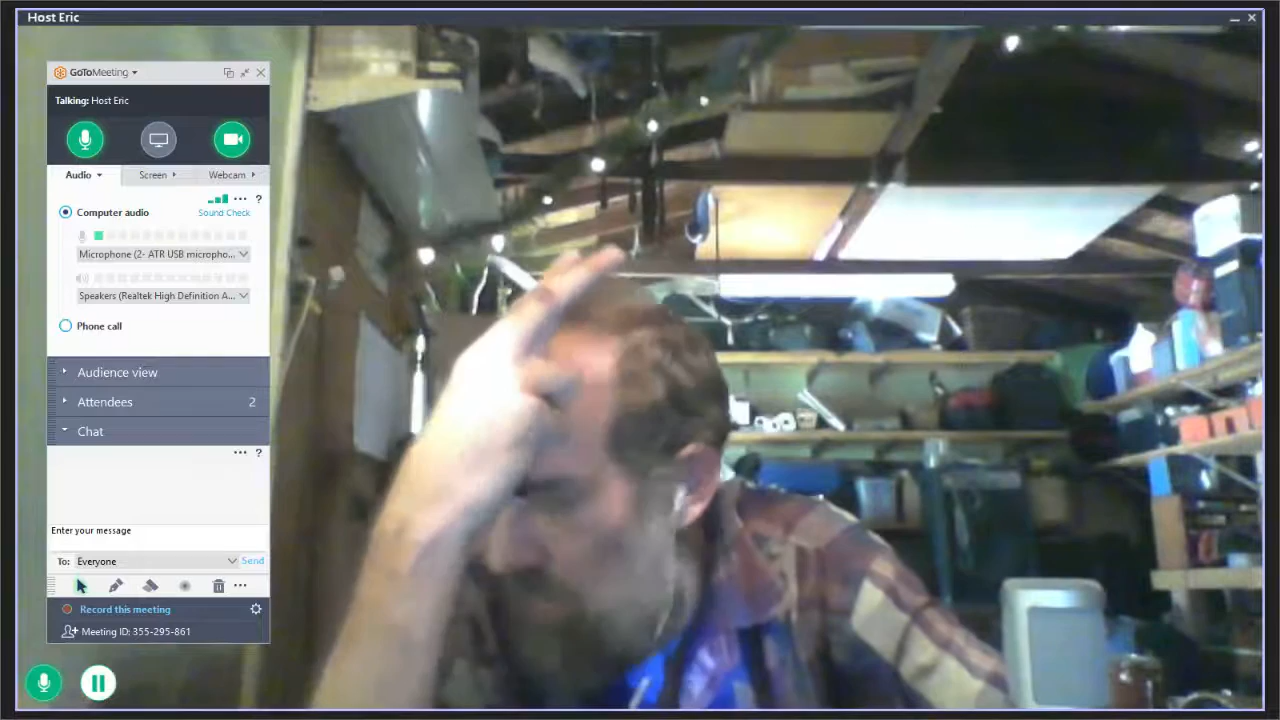 Host Eric
GoToMeeting
Talking: Host Eric
Audio
Screen
Webcam
?
Computer audio
Sound Check
Microphone (2- ATR USB micropho...
Speakers (Realtek High Definition A...
Phone call
Audience view
Attendees 2
Chat
?
Enter your message
To: Everyone
Send
Record this meeting
Meeting ID: 355-295-861